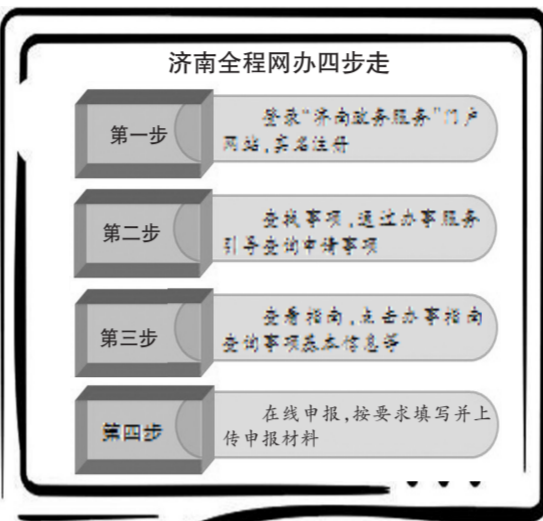 济南全程网办四步走
第一步
登录“济南政务服务”门户
网站,实名注册
第二步
查找事项,通过办事服务
引导查询申请事项
第三步
查看指南,点击办事指南
查询事项基本信息等
第四步
在线申报,按要求填写并上
传申报材料